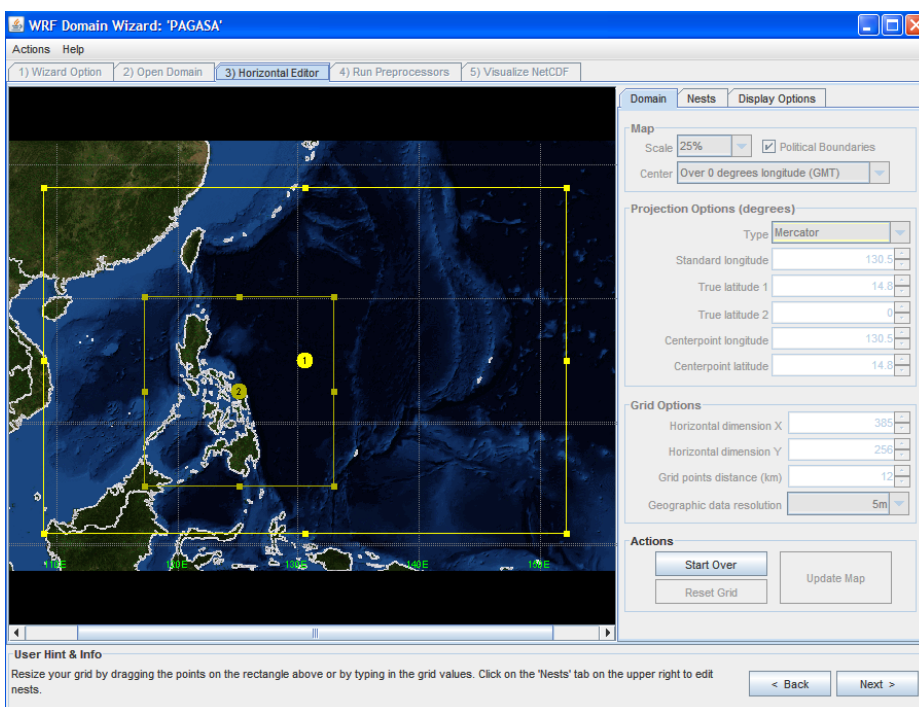 WRF Domain Wizard: 'PAGASA'
Actions Help
1) Wizard Option 2) Open Domain 3) Horizontal Editor 4) Run Preprocessors 5) Visualize NetCDF
Domain Nests Display Options
Map
Scale 25% Political Boundaries
Center Over 0 degrees longitude (GMT)
Projection Options (degrees)
Type Mercator
Standard longitude 130.5
True latitude 1 14.8
True latitude 2 0
Centerpoint longitude 130.5
Centerpoint latitude 14.8
Grid Options
Horizontal dimension X 385
Horizontal dimension Y 256
Grid points distance (km) 12
Geographic data resolution 5m
Actions
Start Over
Reset Grid
Update Map
1
2
110E 120E 130E 140E 150E
User Hint & Info
Resize your grid by dragging the points on the rectangle above or by typing in the grid values. Click on the 'Nests' tab on the upper right to edit
nests.
< Back Next >